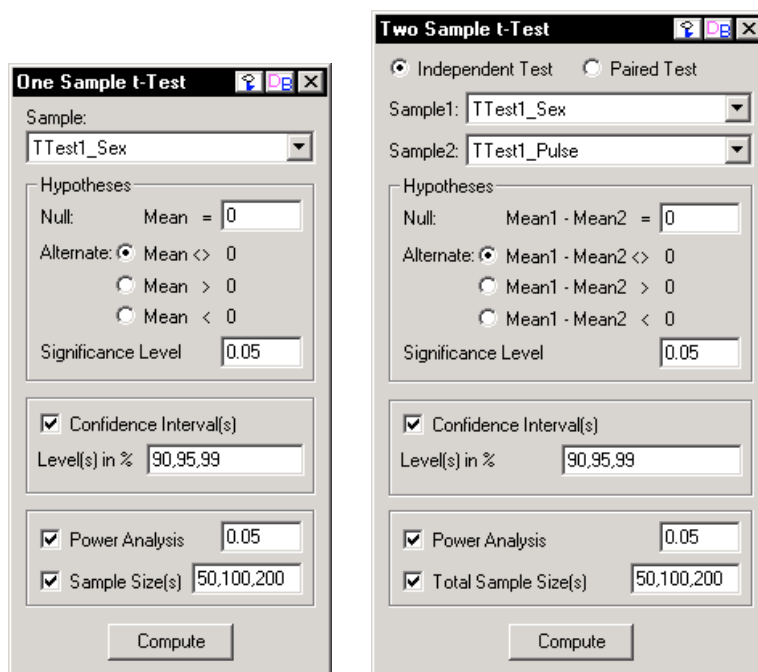 One Sample t-Test
Sample:
TTest1_Sex
Hypotheses
Null: Mean = 0
Alternate: Mean <> 0
Mean > 0
Mean < 0
Significance Level 0.05
Confidence Interval(s)
Level(s) in % 90,95,99
Power Analysis 0.05
Sample Size(s) 50,100,200
Compute
Two Sample t-Test
Independent Test Paired Test
Sample1: TTest1_Sex
Sample2: TTest1_Pulse
Hypotheses
Null: Mean1 - Mean2 = 0
Alternate: Mean1 - Mean2 <> 0
Mean1 - Mean2 > 0
Mean1 - Mean2 < 0
Significance Level 0.05
Confidence Interval(s)
Level(s) in % 90,95,99
Power Analysis 0.05
Total Sample Size(s) 50,100,200
Compute